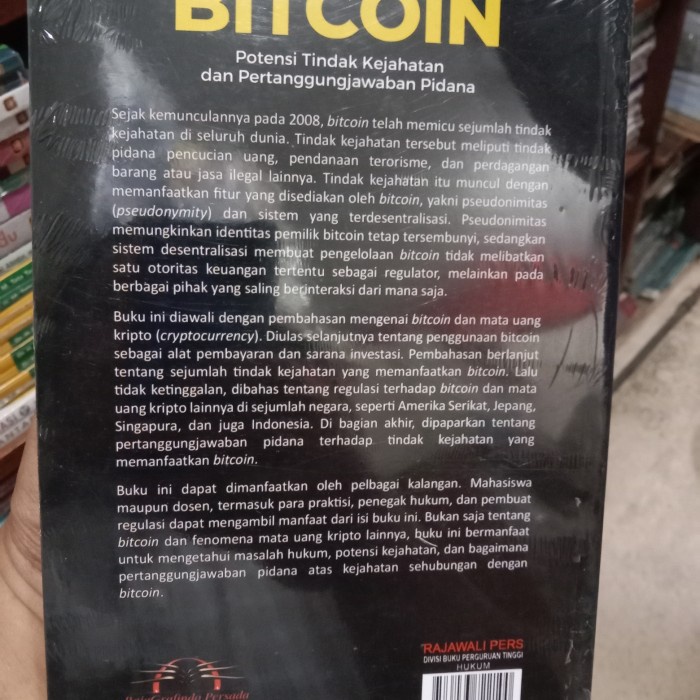 BITCOIN
Potensi Tindak Kejahatan
dan Pertanggungjawaban Pidana
Sejak kemunculannya pada 2008, bitcoin telah memicu sejumlah tindak
kejahatan di seluruh dunia. Tindak kejahatan tersebut meliputi tindak
pidana pencucian uang, pendanaan terorisme, dan perdagangan
barang atau jasa ilegal lainnya. Tindak kejahatan itu muncul dengan
memanfaatkan fitur yang disediakan oleh bitcoin, yakni pseudonimitas
(pseudonymity) dan sistem yang terdesentralisasi. Pseudonimitas
memungkinkan identitas pemilik bitcoin tetap tersembunyi, sedangkan
sistem desentralisasi membuat pengelolaan bitcoin tidak melibatkan
satu otoritas keuangan tertentu sebagai regulator, melainkan pada
berbagai pihak yang saling berinteraksi dari mana saja.
Buku ini diawali dengan pembahasan mengenai bitcoin dan mata uang
kripto (cryptocurrency). Diulas selanjutnya tentang penggunaan bitcoin
sebagai alat pembayaran dan sarana investasi. Pembahasan berlanjut
tentang sejumlah tindak kejahatan yang memanfaatkan bitcoin. Lalu
tidak ketinggalan, dibahas tentang regulasi terhadap bitcoin dan mata
uang kripto lainnya di sejumlah negara, seperti Amerika Serikat, Jepang,
Singapura, dan juga Indonesia. Di bagian akhir, dipaparkan tentang
pertanggungjawaban pidana terhadap tindak kejahatan yang
memanfaatkan bitcoin.
Buku ini dapat dimanfaatkan oleh pelbagai kalangan. Mahasiswa
maupun dosen, termasuk para praktisi, penegak hukum, dan pembuat
regulasi dapat mengambil manfaat dari isi buku ini. Bukan saja tentang
bitcoin dan fenomena mata uang kripto lainnya, buku ini bermanfaat
untuk mengetahui masalah hukum, potensi kejahatan, dan bagaimana
pertanggungjawaban pidana atas kejahatan sehubungan dengan
bitcoin.
RAJAWALI PERS
DIVISI BUKU PERGURUAN TINGGI
HUKUM
RajaGrafindo Persada